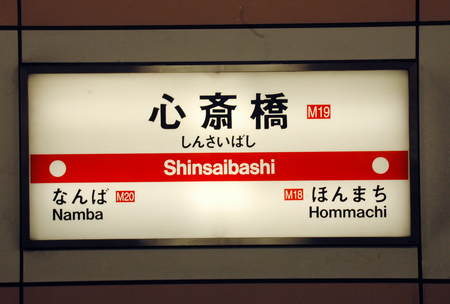 心斎橋 M19
しんさいばし
Shinsaibashi
なんば M20 M18 ほんまち
Namba Hommachi